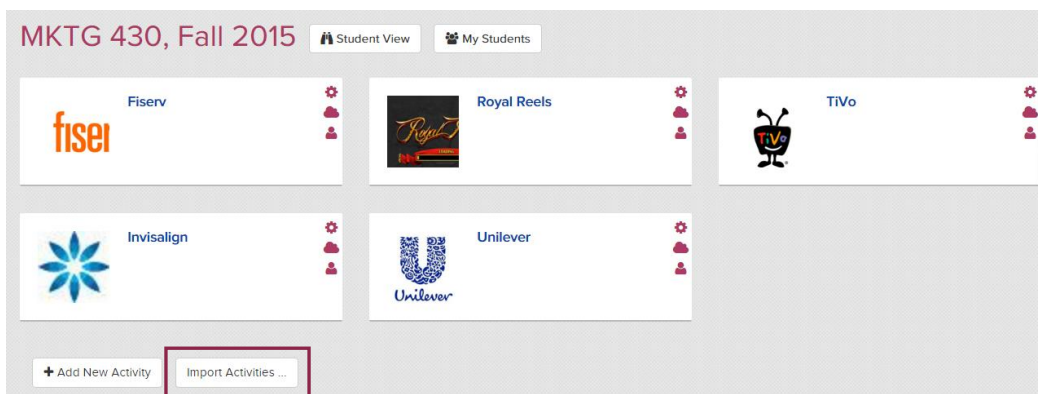 MKTG 430, Fall 2015 Student View My Students
fiser
Fiserv
Royal Reels
TiVo
TiVo
Invisalign
Unilever
Unilever
Add New Activity Import Activities ...